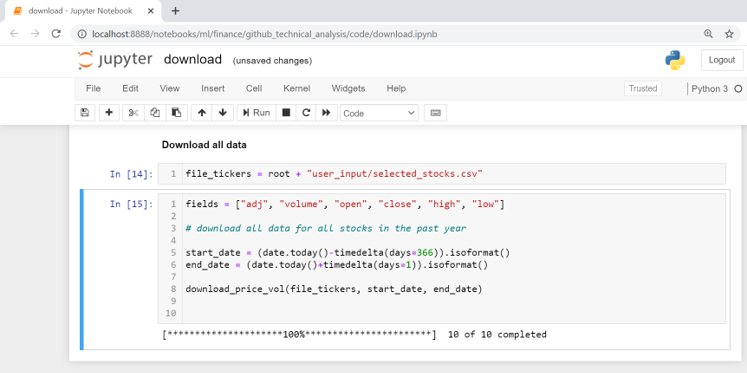 download - Jupyter Notebook
localhost:8888/notebooks/ml/finance/github_technical_analysis/code/download.ipynb
jupyter download (unsaved changes)
Logout
File Edit View Insert Cell Kernel Widgets Help
Trusted
Python 3
Run
Code
Download all data
In [14]:
1 file_tickers = root + "user_input/selected_stocks.csv"
In [15]:
1 fields = ["adj", "volume", "open", "close", "high", "low"]
2
3 # download all data for all stocks in the past year
4
5 start_date = (date.today()-timedelta(days=366)).isoformat()
6 end_date = (date.today()+timedelta(days=1)).isoformat()
7
8 download_price_vol(file_tickers, start_date, end_date)
9
10
[*********************100%***********************] 10 of 10 completed